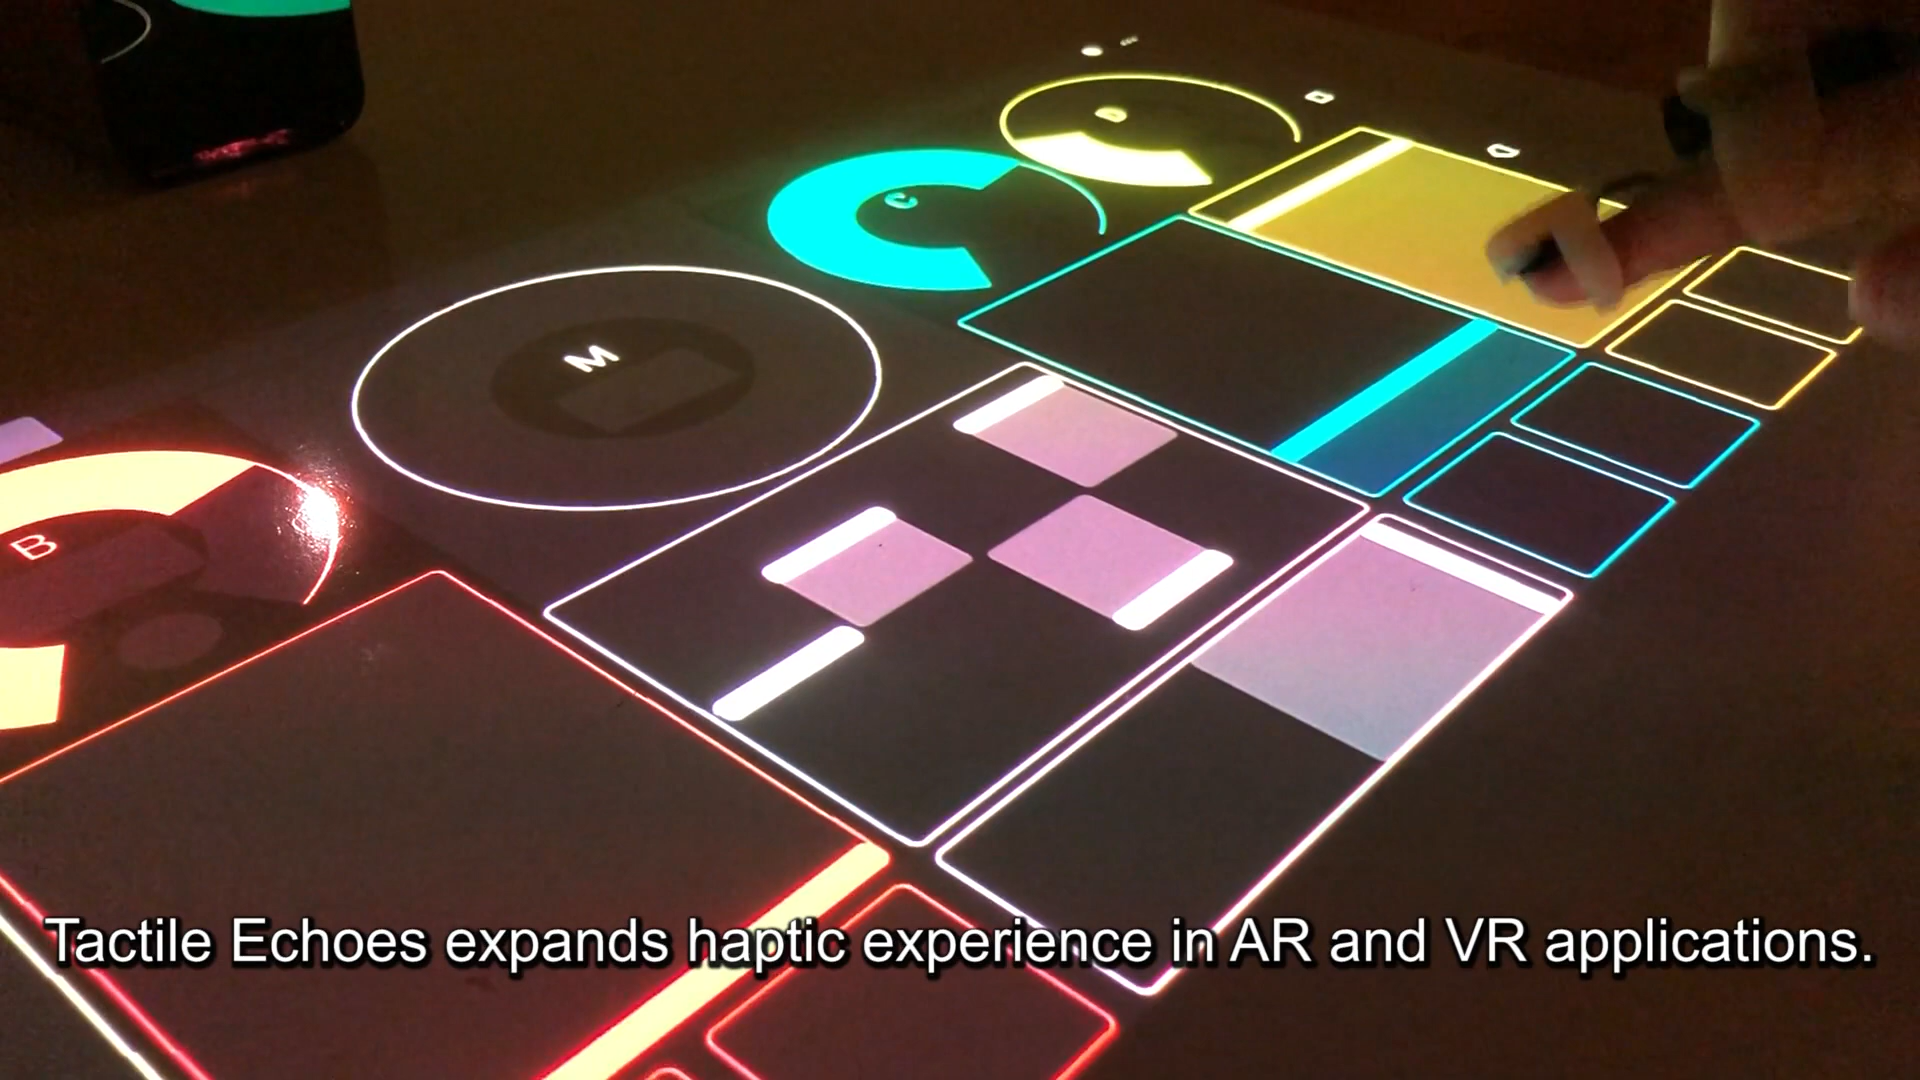 D
C
M
B
Tactile Echoes expands haptic experience in AR and VR applications.